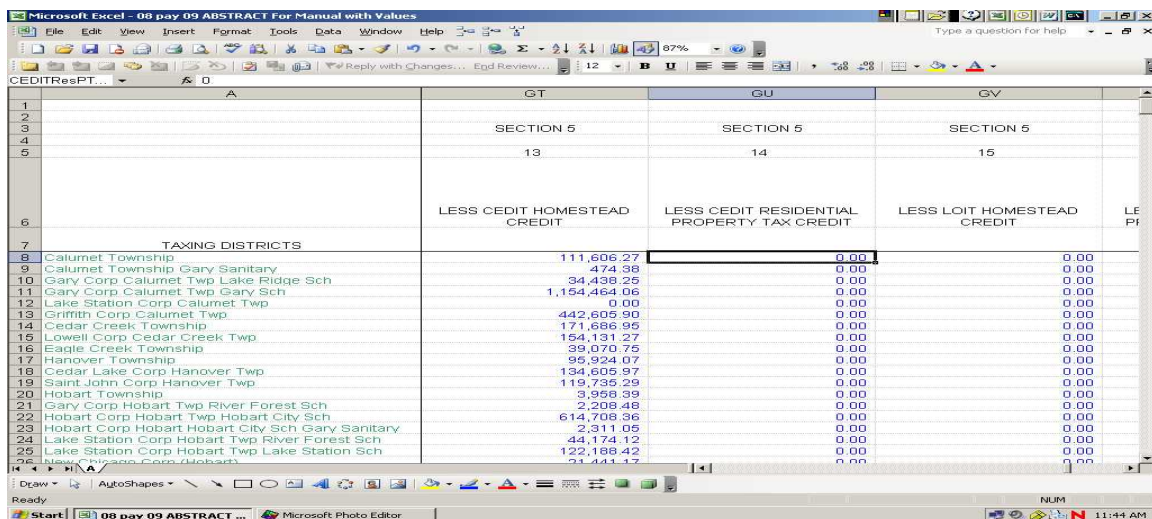 Microsoft Excel - 08 pay 09 ABSTRACT For Manual with Values
File Edit View Insert Format Tools Data Window Help
Type a question for help
87%
Reply with Changes... End Review...
12 B U
CEDITResPT... fx 0
A GT GU GV
1
2
3 SECTION 5 SECTION 5 SECTION 5
4
5 13 14 15
LESS CEDIT HOMESTEAD LESS CEDIT RESIDENTIAL LESS LOIT HOMESTEAD LE
6 CREDIT PROPERTY TAX CREDIT CREDIT PF
7 TAXING DISTRICTS
8 Calumet Township 111,606.27 0.00 0.00
9 Calumet Township Gary Sanitary 474.38 0.00 0.00
10 Gary Corp Calumet Twp Lake Ridge Sch 34,438.25 0.00 0.00
11 Gary Corp Calumet Twp Gary Sch 1,154,464.06 0.00 0.00
12 Lake Station Corp Calumet Twp 0.00 0.00 0.00
13 Griffith Corp Calumet Twp 442,605.90 0.00 0.00
14 Cedar Creek Township 171,686.95 0.00 0.00
15 Lowell Corp Cedar Creek Twp 154,131.27 0.00 0.00
16 Eagle Creek Township 39,070.75 0.00 0.00
17 Hanover Township 95,924.07 0.00 0.00
18 Cedar Lake Corp Hanover Twp 134,605.97 0.00 0.00
19 Saint John Corp Hanover Twp 119,735.29 0.00 0.00
20 Hobart Township 3,958.39 0.00 0.00
21 Gary Corp Hobart Twp River Forest Sch 2,208.48 0.00 0.00
22 Hobart Corp Hobart Twp Hobart City Sch 614,708.36 0.00 0.00
23 Hobart Corp Hobart Hobart City Sch Gary Sanitary 2,311.05 0.00 0.00
24 Lake Station Corp Hobart Twp River Forest Sch 44,174.12 0.00 0.00
25 Lake Station Corp Hobart Twp Lake Station Sch 122,188.42 0.00 0.00
26 New Chicago Corp (Hobart) 21,441.17 0.00 0.00
A
Draw AutoShapes
Ready NUM
Start 08 pay 09 ABSTRACT ... Microsoft Photo Editor 11:44 AM